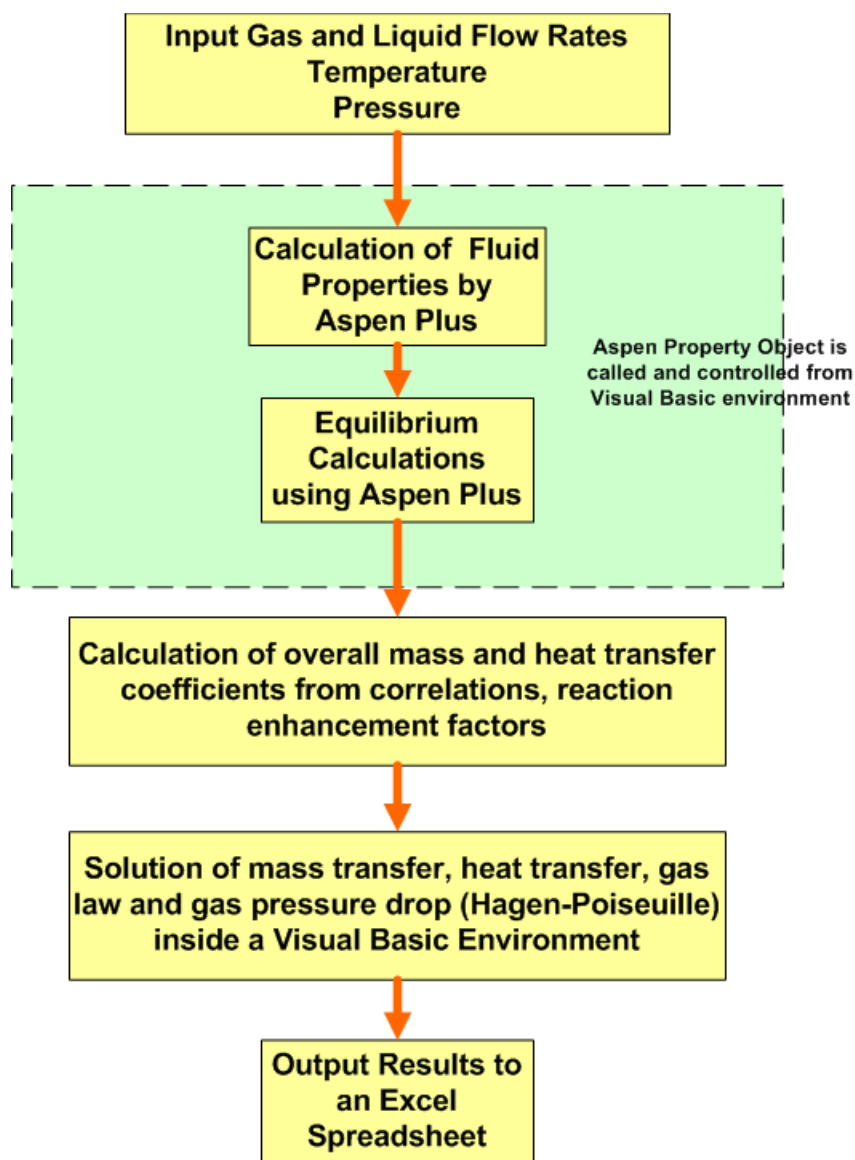 Input Gas and Liquid Flow Rates
Temperature
Pressure
Calculation of Fluid
Properties by
Aspen Plus
Aspen Property Object is
called and controlled from
Visual Basic environment
Equilibrium
Calculations
using Aspen Plus
Calculation of overall mass and heat transfer
coefficients from correlations, reaction
enhancement factors
Solution of mass transfer, heat transfer, gas
law and gas pressure drop (Hagen-Poiseuille)
inside a Visual Basic Environment
Output Results to
an Excel
Spreadsheet